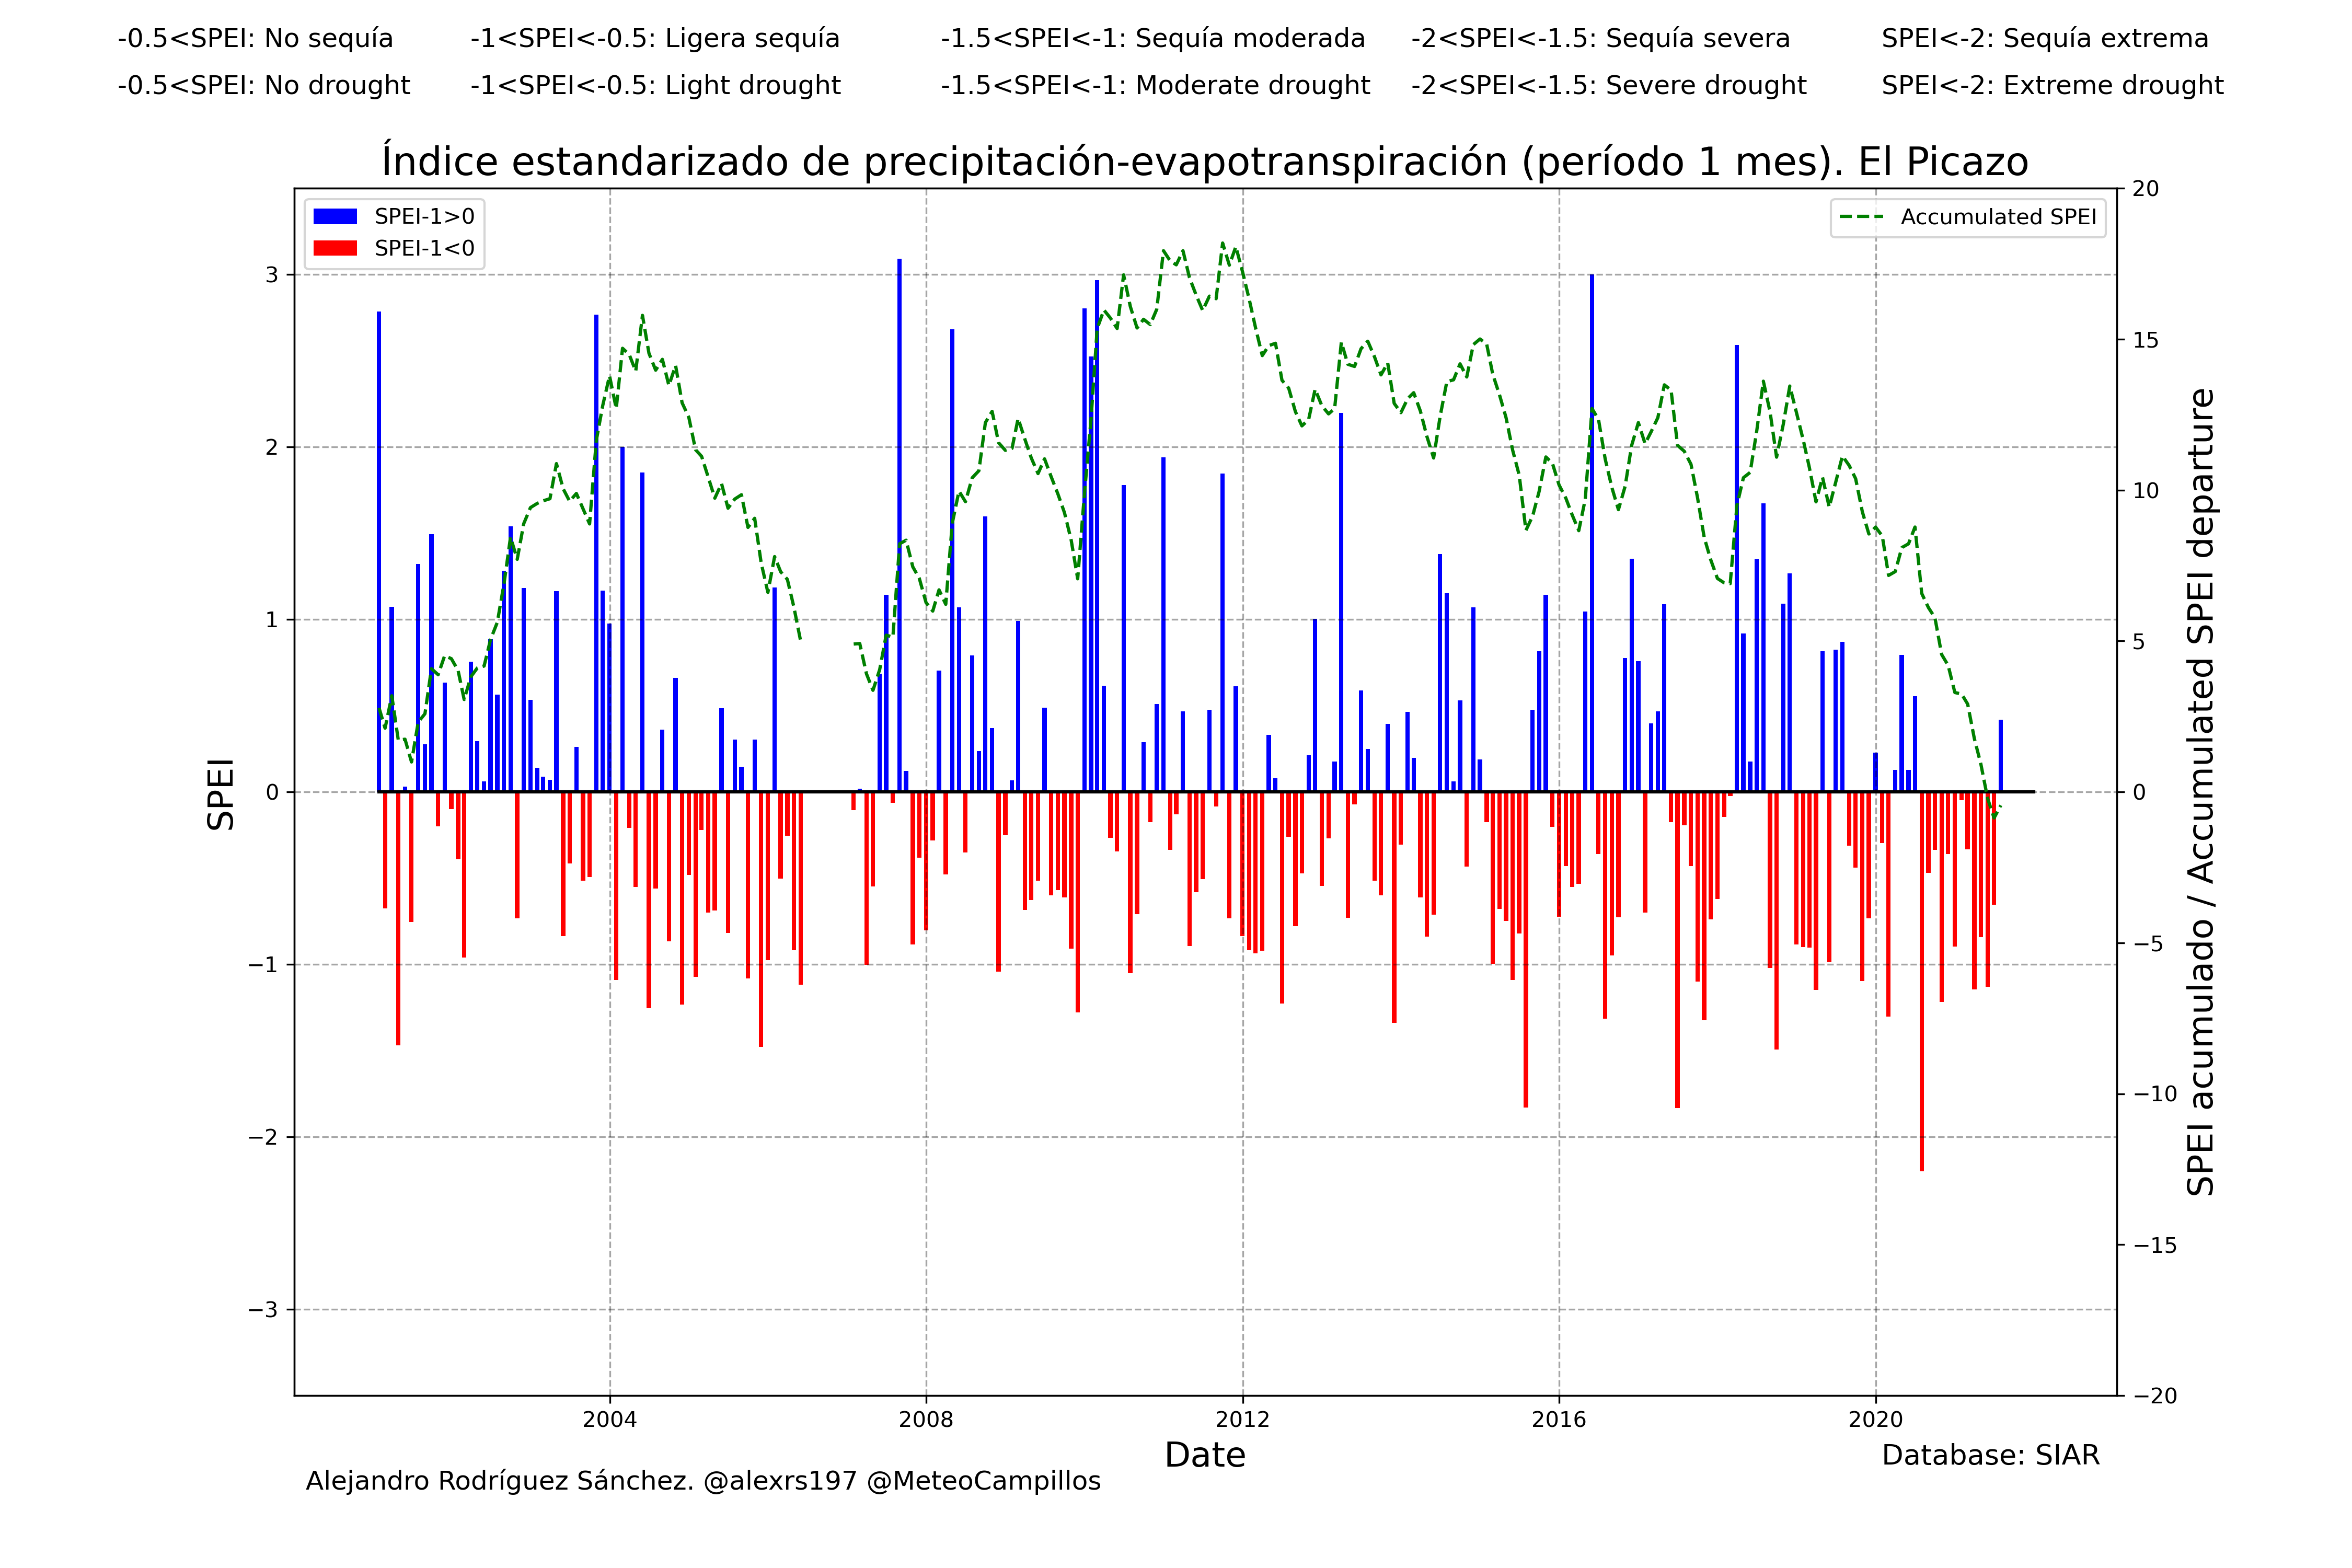 -0.5<SPEI: No sequía -1<SPEI<-0.5: Ligera sequía -1.5<SPEI<-1: Sequía moderada -2<SPEI<-1.5: Sequía severa SPEI<-2: Sequía extrema
-0.5<SPEI: No drought -1<SPEI<-0.5: Light drought -1.5<SPEI<-1: Moderate drought -2<SPEI<-1.5: Severe drought SPEI<-2: Extreme drought
Índice estandarizado de precipitación-evapotranspiración (período 1 mes). El Picazo
SPEI-1>0
SPEI-1<0
Accumulated SPEI
SPEI
3
2
1
0
−1
−2
−3
20
15
10
5
0
−5
−10
−15
−20
SPEI acumulado / Accumulated SPEI departure
2004 2008 2012 2016 2020
Date
Database: SIAR
Alejandro Rodríguez Sánchez. @alexrs197 @MeteoCampillos